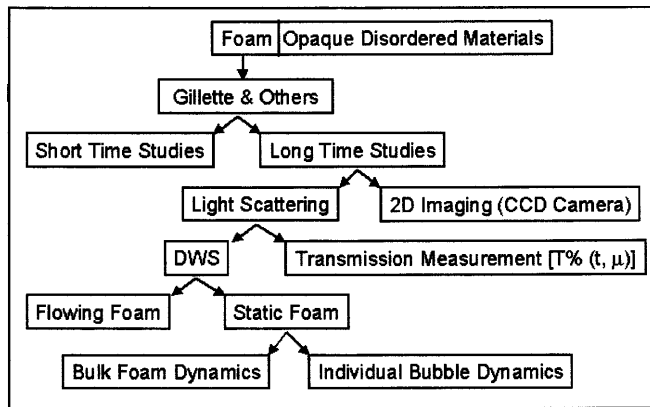 Foam Opaque Disordered Materials
Gillette & Others
Short Time Studies
Long Time Studies
Light Scattering
2D Imaging (CCD Camera)
DWS
Transmission Measurement [T% (t, μ)]
Flowing Foam
Static Foam
Bulk Foam Dynamics
Individual Bubble Dynamics